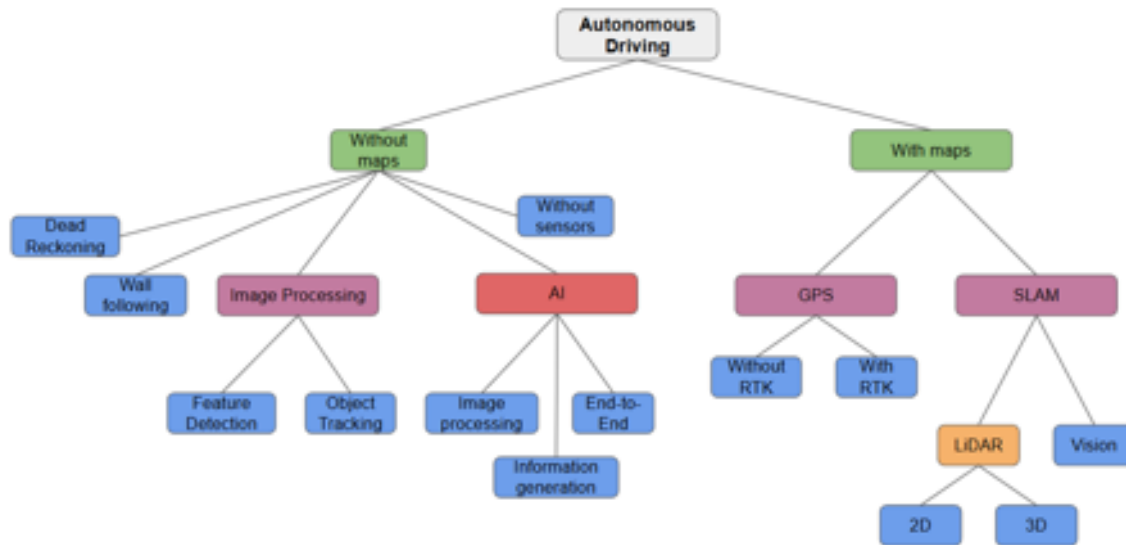 Autonomous
Driving
Without
maps
With maps
Dead
Reckoning
Without
sensors
Wall
following
Image Processing
AI
GPS
SLAM
Without
RTK
With
RTK
Feature
Detection
Object
Tracking
Image
processing
End-to-
End
Information
generation
LiDAR
Vision
2D
3D